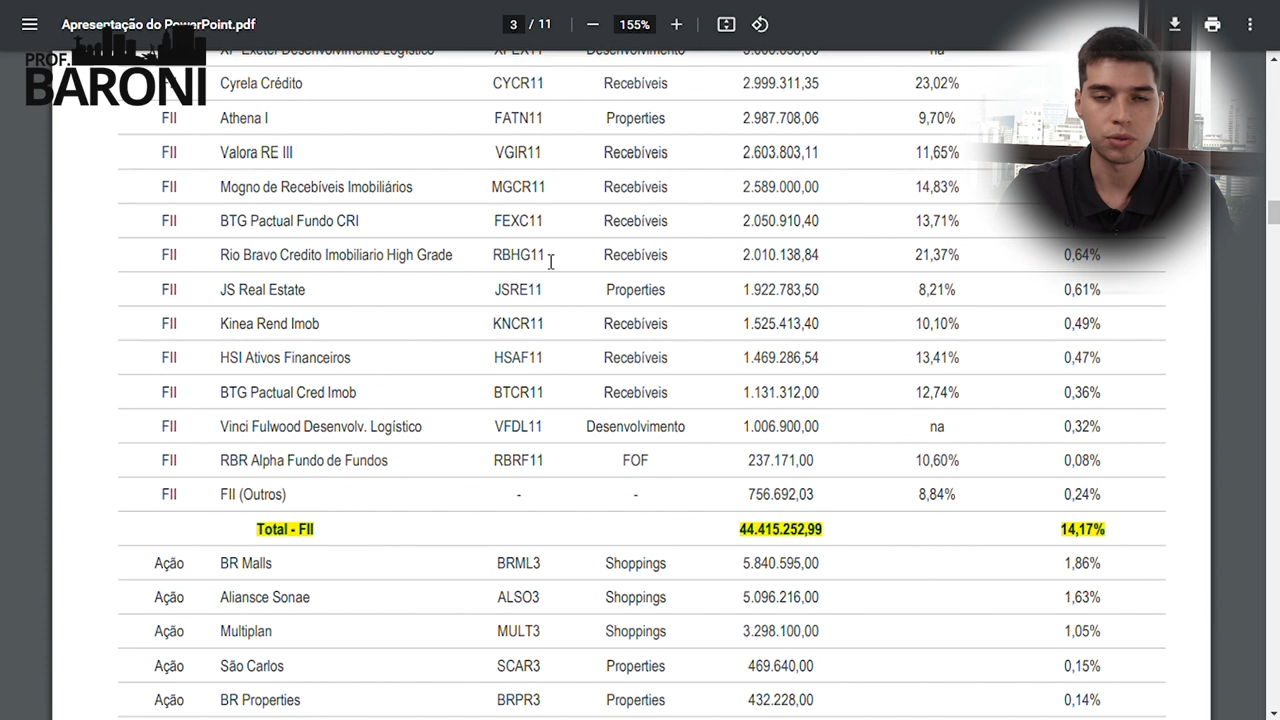 Apresentação do PowerPoint.pdf 3 / 11 155%
PROF.
BARONI
XP Exeter Desenvolvimento Logístico XPEX11 Desenvolvimento na
Cyrela Crédito CYCR11 Recebíveis 2.999.311,35 23,02%
FII Athena I FATN11 Properties 2.987.708,06 9,70%
FII Valora RE III VGIR11 Recebíveis 2.603.803,11 11,65%
FII Mogno de Recebíveis Imobiliários MGCR11 Recebíveis 2.589.000,00 14,83%
FII BTG Pactual Fundo CRI FEXC11 Recebíveis 2.050.910,40 13,71%
FII Rio Bravo Credito Imobiliario High Grade RBHG11 Recebíveis 2.010.138,84 21,37% 0,64%
FII JS Real Estate JSRE11 Properties 1.922.783,50 8,21% 0,61%
FII Kinea Rend Imob KNCR11 Recebíveis 1.525.413,40 10,10% 0,49%
FII HSI Ativos Financeiros HSAF11 Recebíveis 1.469.286,54 13,41% 0,47%
FII BTG Pactual Cred Imob BTCR11 Recebíveis 1.131.312,00 12,74% 0,36%
FII Vinci Fulwood Desenvolv. Logístico VFDL11 Desenvolvimento 1.006.900,00 na 0,32%
FII RBR Alpha Fundo de Fundos RBRF11 FOF 237.171,00 10,60% 0,08%
FII FII (Outros) - - 756.692,03 8,84% 0,24%
Total - FII 44.415.252,99 14,17%
Ação BR Malls BRML3 Shoppings 5.840.595,00 1,86%
Ação Aliansce Sonae ALSO3 Shoppings 5.096.216,00 1,63%
Ação Multiplan MULT3 Shoppings 3.298.100,00 1,05%
Ação São Carlos SCAR3 Properties 469.640,00 0,15%
Ação BR Properties BRPR3 Properties 432.228,00 0,14%